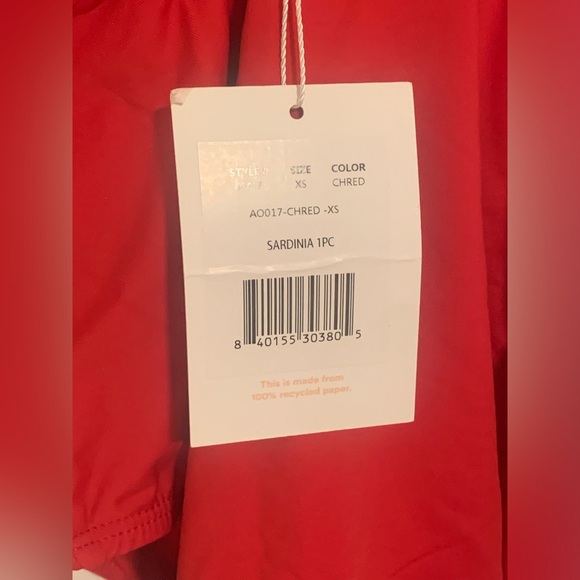 STYLE # SIZE COLOR
XS CHRED
AO017-CHRED -XS
SARDINIA 1PC
8 40155 30380 5
This is made from
100% recycled paper.